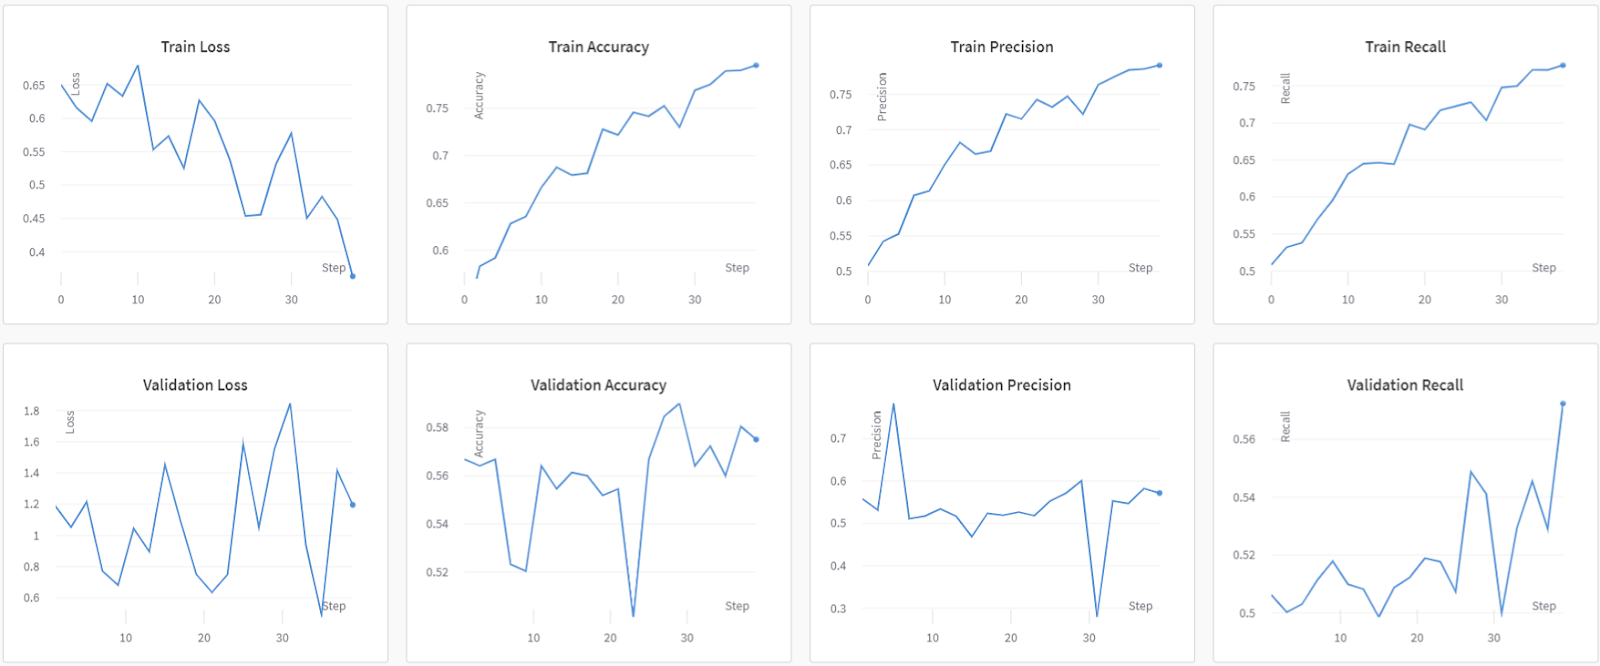 Train Loss
Loss
0.65
0.6
0.55
0.5
0.45
0.4
Step
0 10 20 30
Train Accuracy
Accuracy
0.75
0.7
0.65
0.6
Step
0 10 20 30
Train Precision
Precision
0.75
0.7
0.65
0.6
0.55
0.5
Step
0 10 20 30
Train Recall
Recall
0.75
0.7
0.65
0.6
0.55
0.5
Step
0 10 20 30
Validation Loss
Loss
1.8
1.6
1.4
1.2
1
0.8
0.6
Step
10 20 30
Validation Accuracy
Accuracy
0.58
0.56
0.54
0.52
Step
10 20 30
Validation Precision
Precision
0.7
0.6
0.5
0.4
0.3
Step
10 20 30
Validation Recall
Recall
0.56
0.54
0.52
0.5
Step
10 20 30